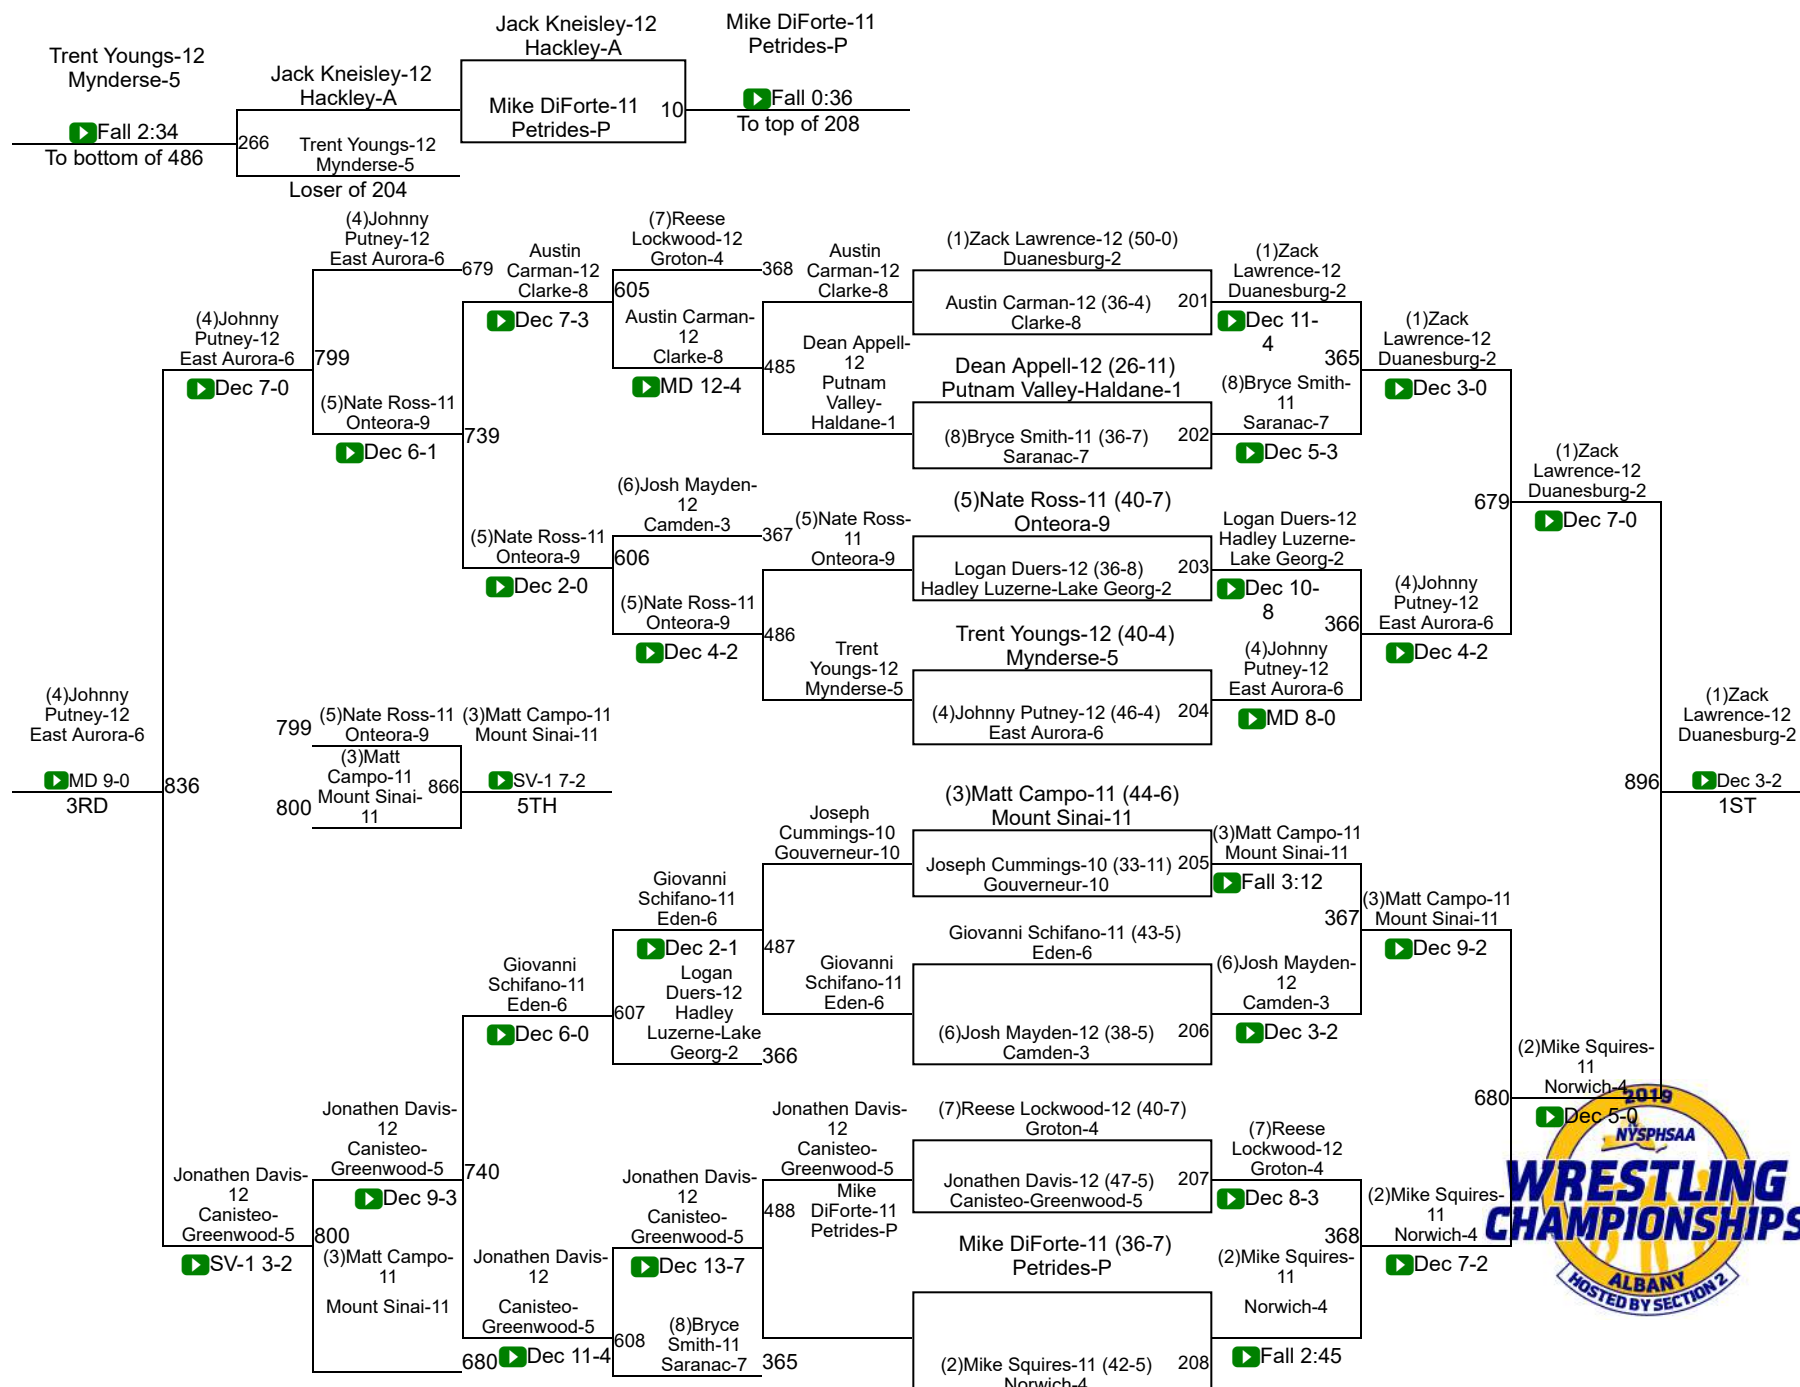 Trent Youngs-12
Mynderse-5
Fall 2:34
To bottom of 486
Jack Kneisley-12
Hackley-A
266
Trent Youngs-12
Mynderse-5
Loser of 204
Jack Kneisley-12
Hackley-A
Mike DiForte-11
Petrides-P
10
Mike DiForte-11
Petrides-P
Fall 0:36
To top of 208
(4)Johnny
Putney-12
East Aurora-6
679
(4)Johnny
Putney-12
East Aurora-6
Dec 7-0
799
(5)Nate Ross-11
Onteora-9
Dec 6-1
739
Austin
Carman-12
Clarke-8
Dec 7-3
(7)Reese
Lockwood-12
Groton-4
368
605
Austin Carman-
12
Clarke-8
MD 12-4
485
Austin
Carman-12
Clarke-8
Dean Appell-
12
Putnam
Valley-
Haldane-1
(5)Nate Ross-11
Onteora-9
Dec 2-0
(6)Josh Mayden-
12
Camden-3
367
606
(5)Nate Ross-11
Onteora-9
Dec 4-2
486
(5)Nate Ross-
11
Onteora-9
Trent
Youngs-12
Mynderse-5
(1)Zack Lawrence-12 (50-0)
Duanesburg-2
Austin Carman-12 (36-4)
Clarke-8
201
Dean Appell-12 (26-11)
Putnam Valley-Haldane-1
(8)Bryce Smith-11 (36-7)
Saranac-7
202
(5)Nate Ross-11 (40-7)
Onteora-9
Logan Duers-12 (36-8)
Hadley Luzerne-Lake Georg-2
203
Trent Youngs-12 (40-4)
Mynderse-5
(4)Johnny Putney-12 (46-4)
East Aurora-6
204
(1)Zack
Lawrence-12
Duanesburg-2
Dec 11-
4
365
(8)Bryce Smith-
11
Saranac-7
Dec 5-3
Logan Duers-12
Hadley Luzerne-
Lake Georg-2
Dec 10-
8
366
(4)Johnny
Putney-12
East Aurora-6
MD 8-0
(1)Zack
Lawrence-12
Duanesburg-2
Dec 3-0
679
(4)Johnny
Putney-12
East Aurora-6
Dec 4-2
(1)Zack
Lawrence-12
Duanesburg-2
Dec 7-0
(4)Johnny
Putney-12
East Aurora-6
MD 9-0
3RD
836
799
(5)Nate Ross-11
Onteora-9
(3)Matt
Campo-11
Mount Sinai-
11
800
866
(3)Matt Campo-11
Mount Sinai-11
SV-1 7-2
5TH
896
(1)Zack
Lawrence-12
Duanesburg-2
Dec 3-2
1ST
Jonathen Davis-
12
Canisteo-
Greenwood-5
SV-1 3-2
800
Jonathen Davis-
12
Canisteo-
Greenwood-5
Dec 9-3
(3)Matt Campo-
11
Mount Sinai-11
680
740
Giovanni
Schifano-11
Eden-6
Dec 6-0
Giovanni
Schifano-11
Eden-6
Dec 2-1
607
Logan
Duers-12
Hadley
Luzerne-Lake
Georg-2
366
487
Joseph
Cummings-10
Gouverneur-10
Giovanni
Schifano-11
Eden-6
Jonathen Davis-
12
Canisteo-
Greenwood-5
Dec 11-4
Jonathen Davis-
12
Canisteo-
Greenwood-5
Dec 13-7
608
(8)Bryce
Smith-11
Saranac-7
365
488
Jonathen Davis-
12
Canisteo-
Greenwood-5
Mike
DiForte-11
Petrides-P
(3)Matt Campo-11 (44-6)
Mount Sinai-11
Joseph Cummings-10 (33-11)
Gouverneur-10
205
Giovanni Schifano-11 (43-5)
Eden-6
(6)Josh Mayden-12 (38-5)
Camden-3
206
(7)Reese Lockwood-12 (40-7)
Groton-4
Jonathen Davis-12 (47-5)
Canisteo-Greenwood-5
207
Mike DiForte-11 (36-7)
Petrides-P
(2)Mike Squires-11 (42-5)
Norwich-4
208
(3)Matt Campo-11
Mount Sinai-11
Fall 3:12
367
(6)Josh Mayden-
12
Camden-3
Dec 3-2
(7)Reese
Lockwood-12
Groton-4
Dec 8-3
368
(2)Mike Squires-
11
Norwich-4
Fall 2:45
(3)Matt Campo-11
Mount Sinai-11
Dec 9-2
680
(2)Mike Squires-
11
Norwich-4
Dec 7-2
(2)Mike Squires-
11
Norwich-4
Dec 5-0
2019
NYSPHSAA
WRESTLING
CHAMPIONSHIPS
ALBANY
HOSTED BY SECTION 2